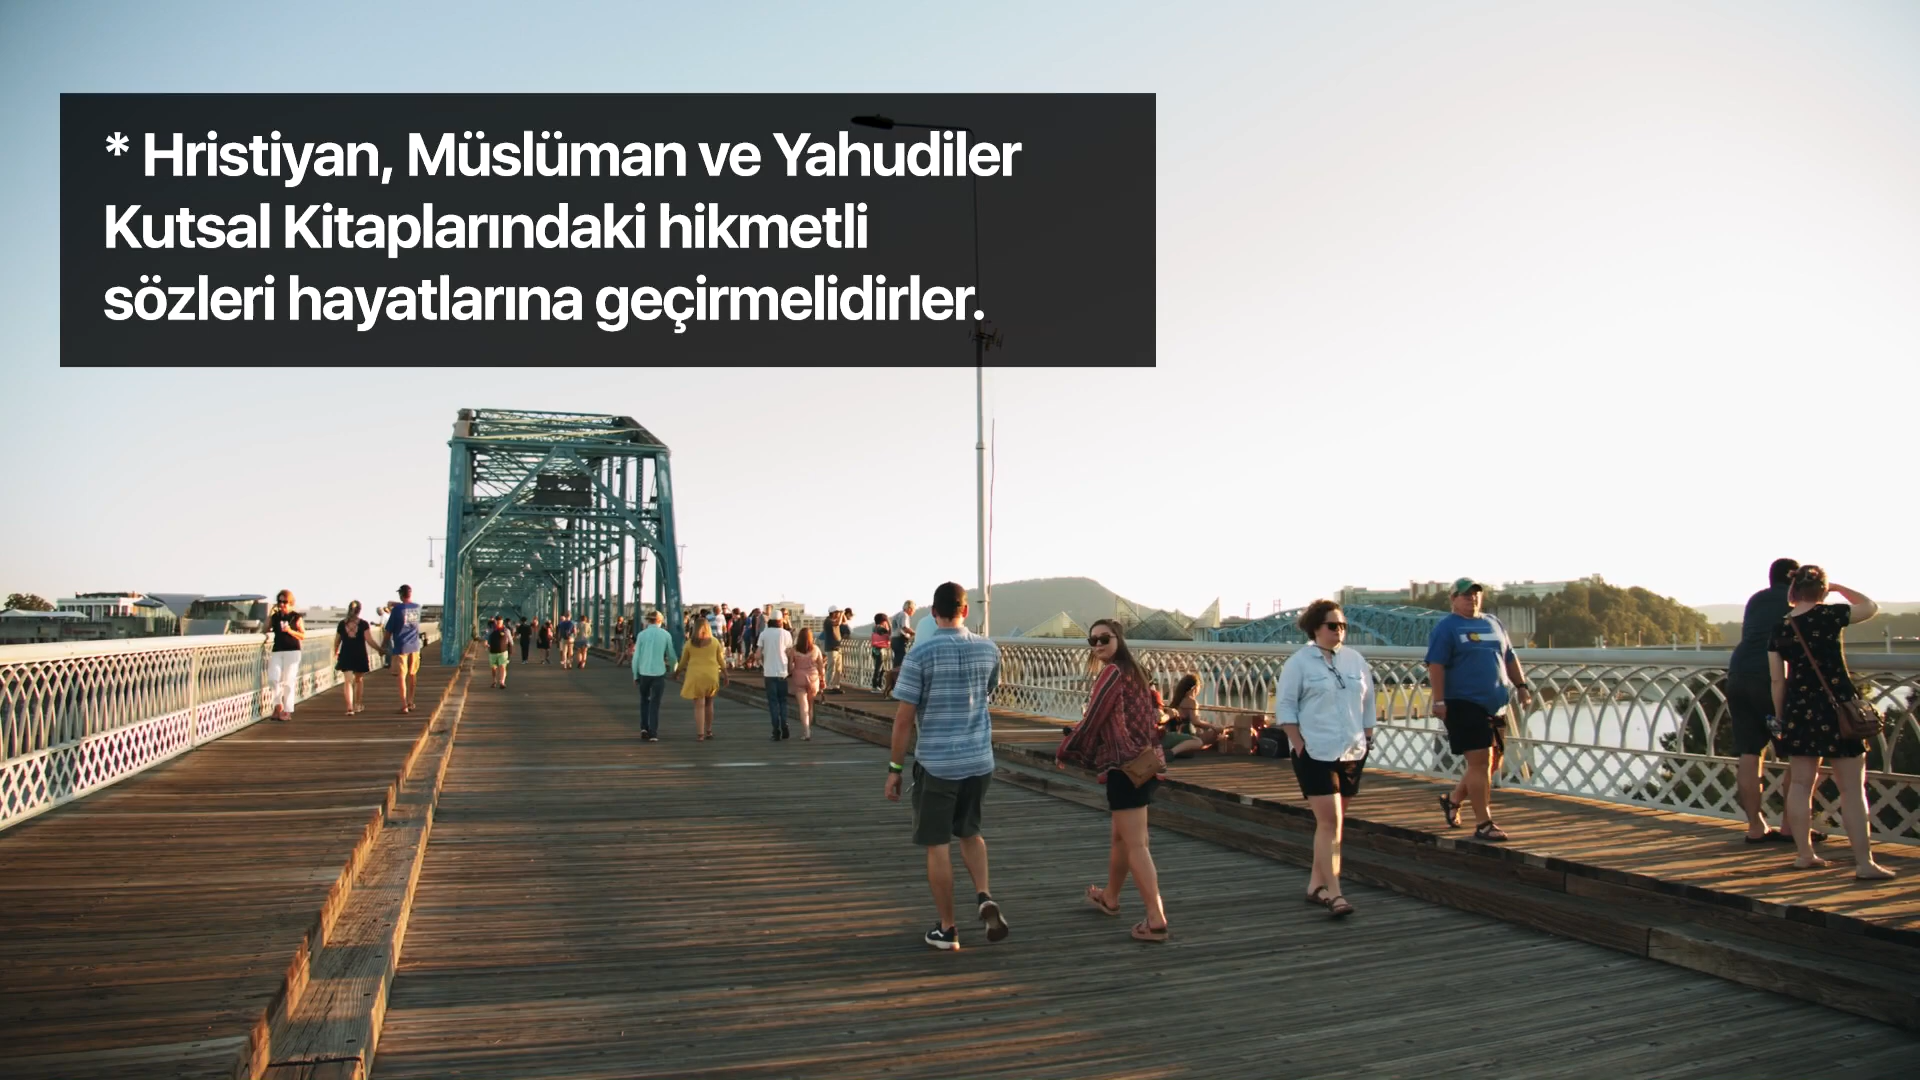 * Hristiyan, Müslüman ve Yahudiler
Kutsal Kitaplarındaki hikmetli
sözleri hayatlarına geçirmelidirler.